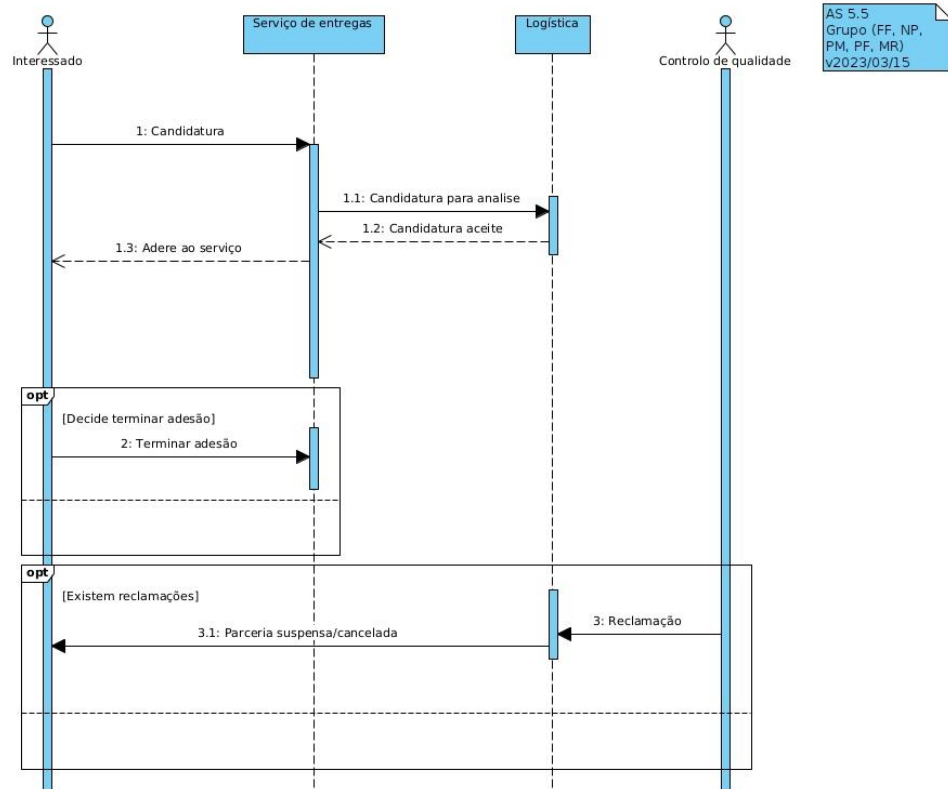 AS 5.5
Grupo (FF, NP,
PM, PF, MR)
v2023/03/15
Interessado
Serviço de entregas
Logística
Controlo de qualidade
1: Candidatura
1.1: Candidatura para analise
1.2: Candidatura aceite
1.3: Adere ao serviço
opt
[Decide terminar adesão]
2: Terminar adesão
opt
[Existem reclamações]
3: Reclamação
3.1: Parceria suspensa/cancelada